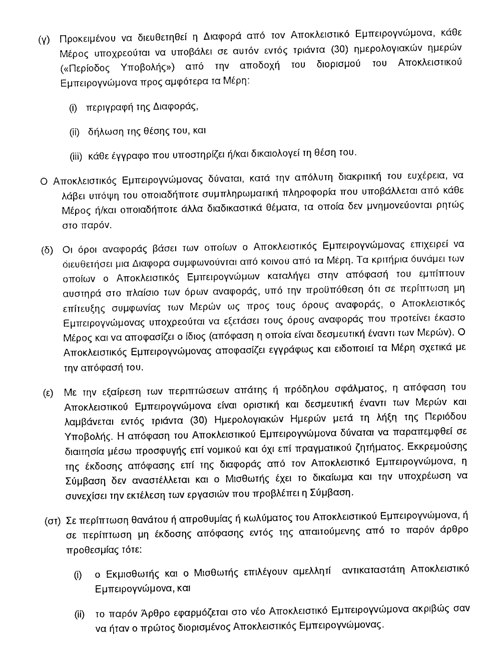 (γ) Προκειμένου να διευθετηθεί η Διαφορά από τον Αποκλειστικό Εμπειρογνώμονα, κάθε
Μέρος υποχρεούται να υποβάλει σε αυτόν εντός τριάντα (30) ημερολογιακών ημερών
(«Περίοδος Υποβολής») από την αποδοχή του διορισμού του Αποκλειστικού
Εμπειρογνώμονα προς αμφότερα τα Μέρη:
(i) περιγραφή της Διαφοράς,
(ii) δήλωση της θέσης του, και
(iii) κάθε έγγραφο που υποστηρίζει ή/και δικαιολογεί τη θέση του.
Ο Αποκλειστικός Εμπειρογνώμονας δύναται, κατά την απόλυτη διακριτική του ευχέρεια, να
λάβει υπόψη του οποιαδήποτε συμπληρωματική πληροφορία που υποβάλλεται από κάθε
Μέρος ή/και οποιαδήποτε άλλα διαδικαστικά θέματα, τα οποία δεν μνημονεύονται ρητώς
στο παρόν.
(δ) Οι όροι αναφοράς βάσει των οποίων ο Αποκλειστικός Εμπειρογνώμονας επιχειρεί να
διευθετήσει μια Διαφορα συμφωνούνται από κοινού από τα Μέρη. Τα κριτήρια δυνάμει των
οποίων ο Αποκλειστικός Εμπειρογνώμων καταλήγει στην απόφασή του εμπίπτουν
αυστηρά στο πλαίσιο των όρων αναφοράς, υπό την προϋπόθεση ότι σε περίπτωση μη
επίτευξης συμφωνίας των Μερών ως προς τους όρους αναφοράς, ο Αποκλειστικός
Εμπειρογνώμονας υποχρεούται να εξετάσει τους όρους αναφοράς που προτείνει έκαστο
Μέρος και να αποφασίζει ο ίδιος (απόφαση η οποία είναι δεσμευτική έναντι των Μερών). Ο
Αποκλειστικός Εμπειρογνώμονας αποφασίζει εγγράφως και ειδοποιεί τα Μέρη σχετικά με
την απόφασή του.
(ε) Με την εξαίρεση των περιπτώσεων απάτης ή πρόδηλου σφάλματος, η απόφαση του
Αποκλειστικού Εμπειρογνώμονα είναι οριστική και δεσμευτική έναντι των Μερών και
λαμβάνεται εντός τριάντα (30) Ημερολογιακών Ημερών μετά τη λήξη της Περιόδου
Υποβολής. Η απόφαση του Αποκλειστικού Εμπειρογνώμονα δύναται να παραπεμφθεί σε
διαιτησία μέσω προσφυγής επί νομικού και όχι επί πραγματικού ζητήματος. Εκκρεμούσης
της έκδοσης απόφασης επί της διαφοράς από τον Αποκλειστικό Εμπειρογνώμονα, η
Σύμβαση δεν αναστέλλεται και ο Μισθωτής έχει το δικαίωμα και την υποχρέωση να
συνεχίσει την εκτέλεση των εργασιών που προβλέπει η Σύμβαση.
(στ) Σε περίπτωση θανάτου ή απροθυμίας ή κωλύματος του Αποκλειστικού Εμπειρογνώμονα, ή
σε περίπτωση μη έκδοσης απόφασης εντός της απαιτούμενης από το παρόν άρθρο
προθεσμίας τότε:
(i) ο Εκμισθωτής και ο Μισθωτής επιλέγουν αμελλητί αντικαταστάτη Αποκλειστικό
Εμπειρογνώμονα, και
(ii) το παρόν Άρθρο εφαρμόζεται στο νέο Αποκλειστικό Εμπειρογνώμονα ακριβώς σαν
να ήταν ο πρώτος διορισμένος Αποκλειστικός Εμπειρογνώμονας.